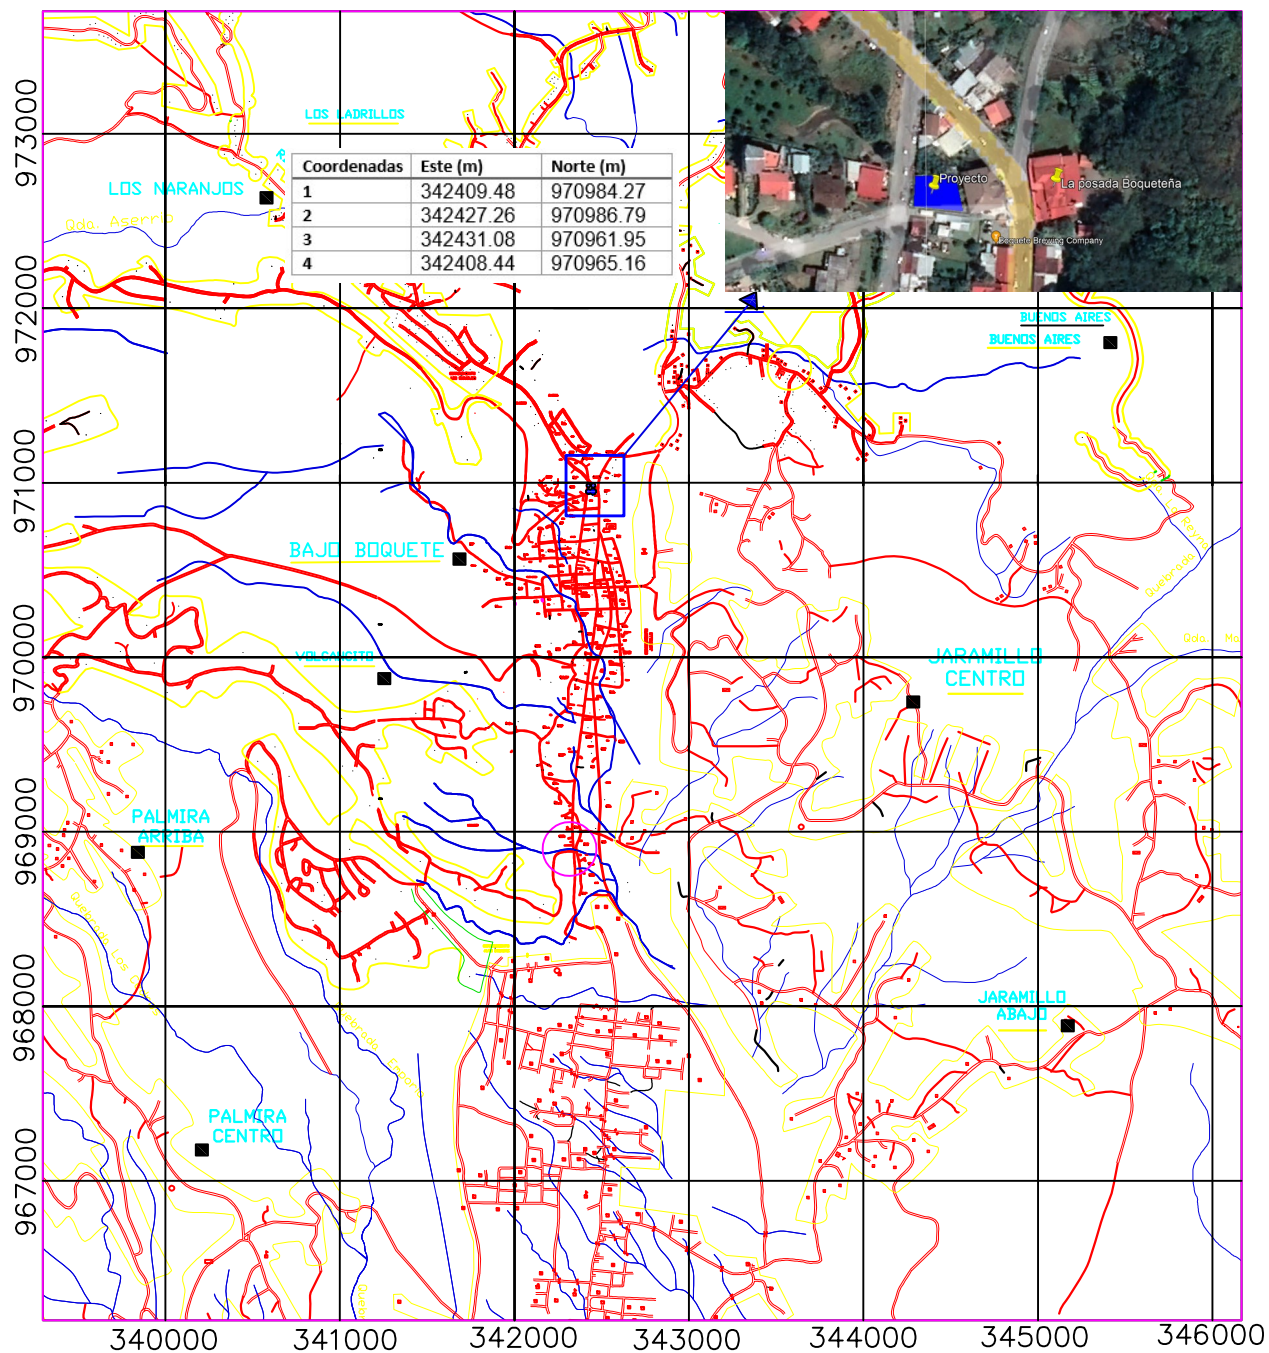 973000
972000
971000
970000
969000
968000
967000
LOS LADRILLOS
LOS NARANJOS
Qda Aserrio
Coordenadas Este (m) Norte (m)
1 342409.48 970984.27
2 342427.26 970986.79
3 342431.08 970961.95
4 342408.44 970965.16
Proyecto
La posada Boqueteña
Boquete Brewing Company
BUENOS AIRES
BUENOS AIRES
BAJO BOQUETE
VOLCANCITO
Quebrada
JARAMILLO
CENTRO
PALMIRA
ARRIBA
JARAMILLO
ABAJO
PALMIRA
CENTRO
340000 341000 342000 343000 344000 345000 346000